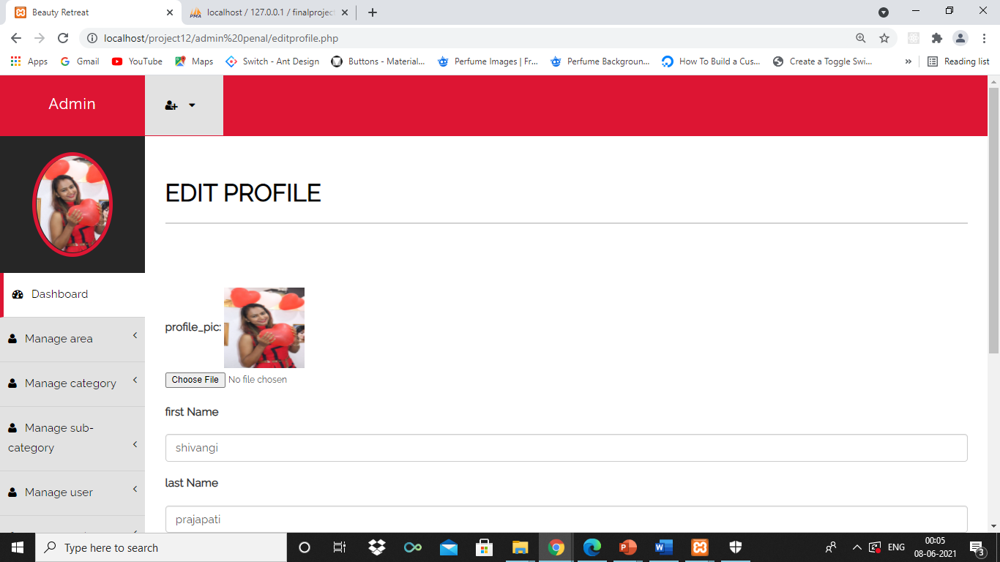 Beauty Retreat
localhost / 127.0.0.1 / finalproject
localhost/project12/admin%20penal/editprofile.php
Apps
Gmail
YouTube
Maps
Switch - Ant Design
Buttons - Material...
Perfume Images | Fr...
Perfume Backgroun...
How To Build a Cus...
Create a Toggle Swi...
»
Reading list
Admin
EDIT PROFILE
Dashboard
Manage area
Manage category
Manage sub-
category
Manage user
profile_pic:
Choose File No file chosen
first Name
shivangi
last Name
prajapati
Type here to search
ENG
00:05
08-06-2021
3